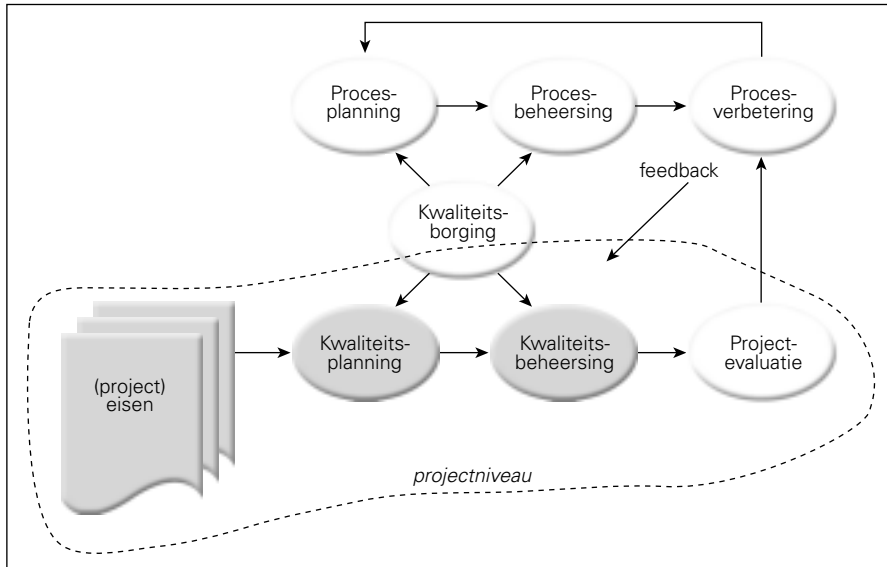 Proces-
planning
Proces-
beheersing
Proces-
verbetering
feedback
Kwaliteits-
borging
(project)
eisen
Kwaliteits-
planning
Kwaliteits-
beheersing
Project-
evaluatie
projectniveau